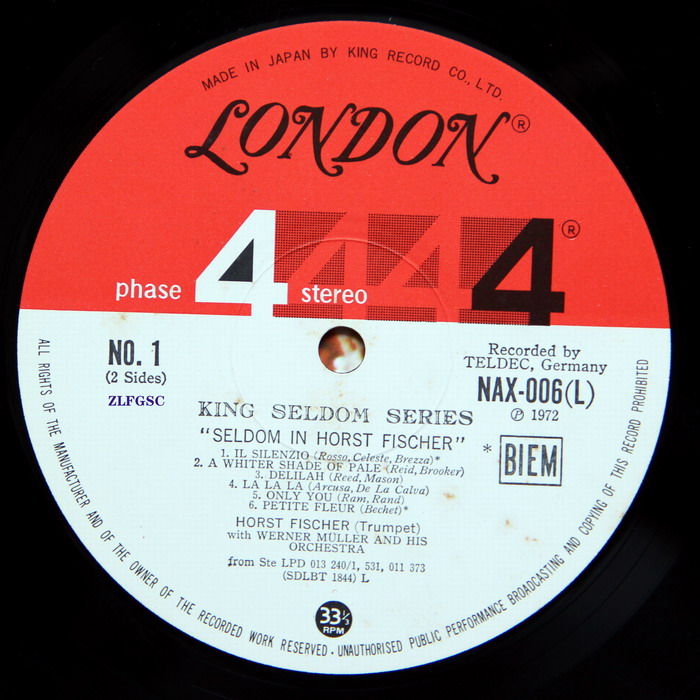 MADE IN JAPAN BY KING RECORD CO., LTD.
LONDON®
phase 4 stereo 4 ®
NO. 1
(2 Sides)
ZLFGSC
Recorded by
TELDEC, Germany
NAX-006(L)
Ⓟ 1972
KING SELDOM SERIES
"SELDOM IN HORST FISCHER"
* BIEM
1. IL SILENZIO (Rosso, Celeste, Brezza)*
2. A WHITER SHADE OF PALE (Reid, Brooker)
3. DELILAH (Reed, Mason)
4. LA LA LA (Arcusa, De La Calva)
5. ONLY YOU (Ram, Rand)
6. PETITE FLEUR (Bechet)*
HORST FISCHER (Trumpet)
with WERNER MÜLLER AND HIS
ORCHESTRA
from Ste LPD 013 240/1, 531, 011 373
(SDLBT 1844) L
33⅓
RPM
ALL RIGHTS OF THE MANUFACTURER AND OF THE OWNER OF THE RECORDED WORK RESERVED · UNAUTHORISED PUBLIC PERFORMANCE BROADCASTING AND COPYING OF THIS RECORD PROHIBITED